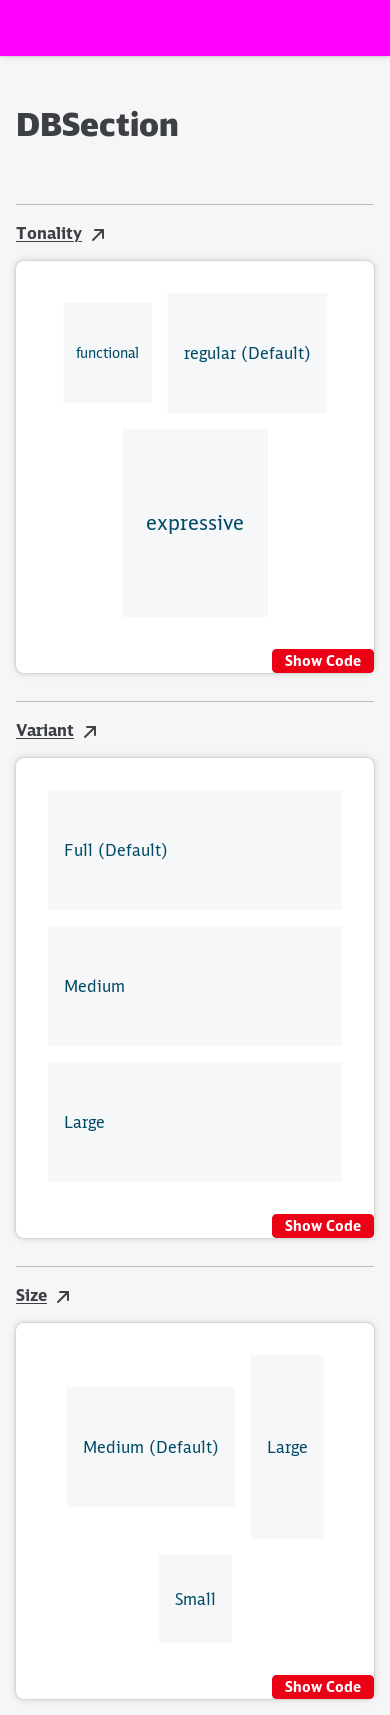 DBSection
Tonality
functional
regular (Default)
expressive
Show Code
Variant
Full (Default)
Medium
Large
Show Code
Size
Medium (Default)
Large
Small
Show Code